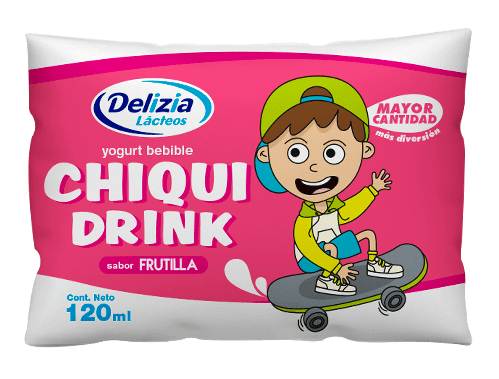 Delizia
Lácteos
yogurt bebible
CHIQUI
DRINK
sabor FRUTILLA
Cont. Neto
120ml
MAYOR
CANTIDAD
más diversión